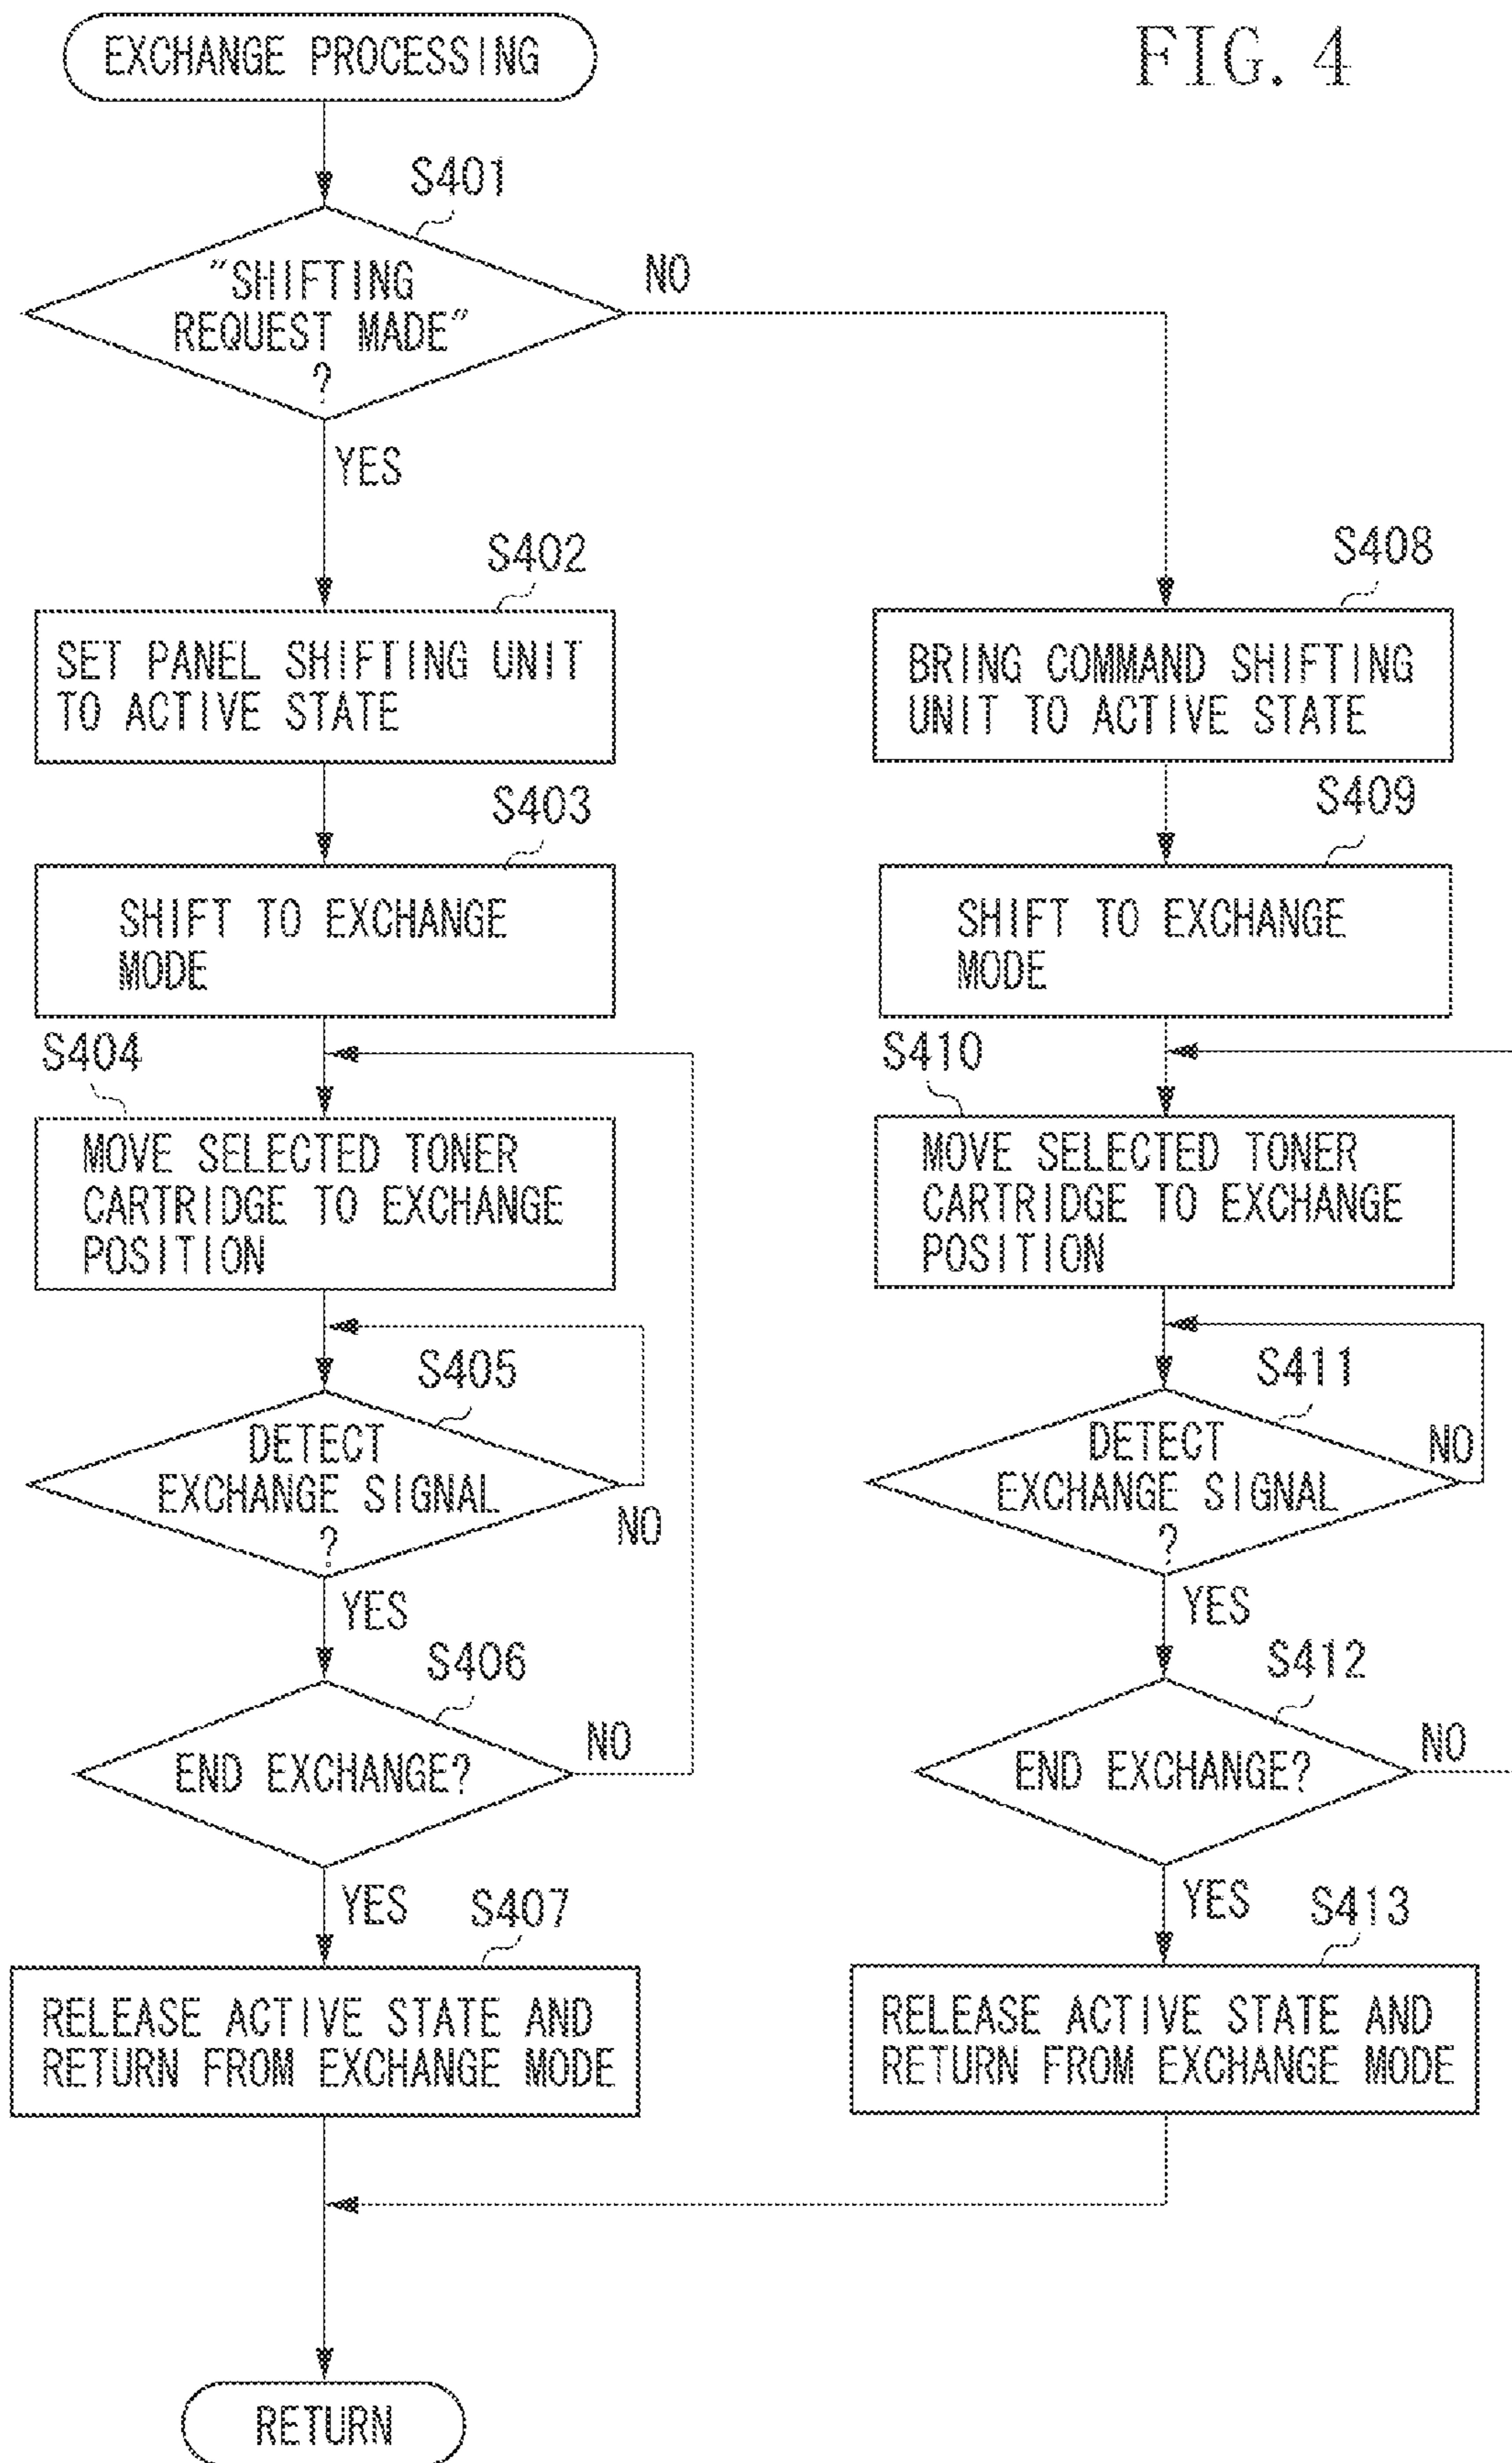 EXCHANGE PROCESSING
FIG. 4
S401
"SHIFTING
REQUEST MADE"
?
NO
YES
S402
SET PANEL SHIFTING UNIT
TO ACTIVE STATE
S403
SHIFT TO EXCHANGE
MODE
S404
MOVE SELECTED TONER
CARTRIDGE TO EXCHANGE
POSITION
S405
DETECT
EXCHANGE SIGNAL
?
NO
YES
S406
END EXCHANGE?
NO
YES
S407
RELEASE ACTIVE STATE AND
RETURN FROM EXCHANGE MODE
S408
BRING COMMAND SHIFTING
UNIT TO ACTIVE STATE
S409
SHIFT TO EXCHANGE
MODE
S410
MOVE SELECTED TONER
CARTRIDGE TO EXCHANGE
POSITION
S411
DETECT
EXCHANGE SIGNAL
?
NO
YES
S412
END EXCHANGE?
NO
YES
S413
RELEASE ACTIVE STATE AND
RETURN FROM EXCHANGE MODE
RETURN